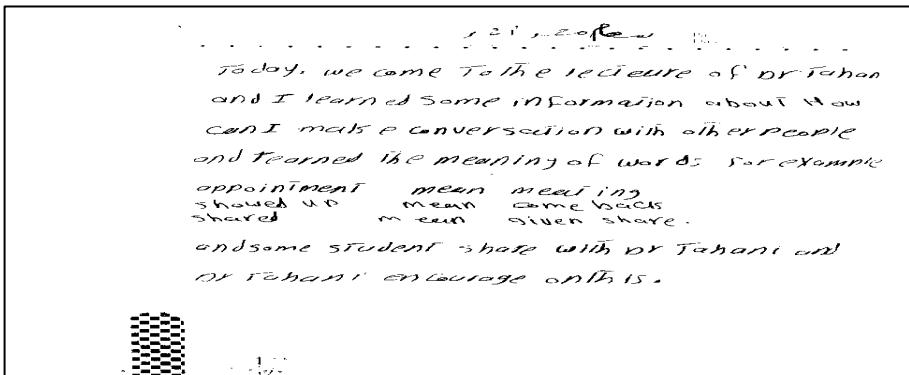 Today, we come To the lecieure of Dr Tahan
and I learned some information about How
can I make conversation with other people
and learned the meaning of words for example
appointment mean meeting
showed up mean come back
shared mean given share.
and some student share with Dr Tahani and
Dr Tahani encourage on this.